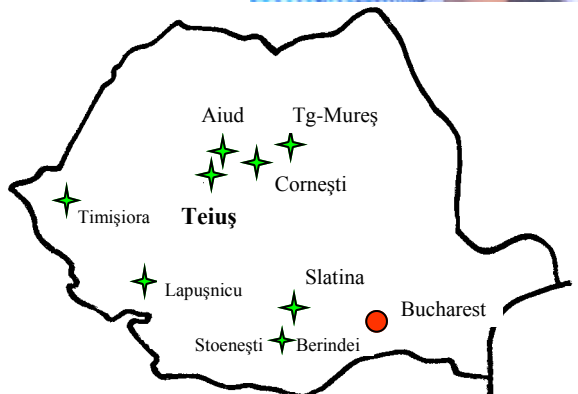 Aiud
Tg-Mureş
Corneşti
Timişiora
Teiuş
Lapuşnicu
Slatina
Bucharest
Stoeneşti
Berindei